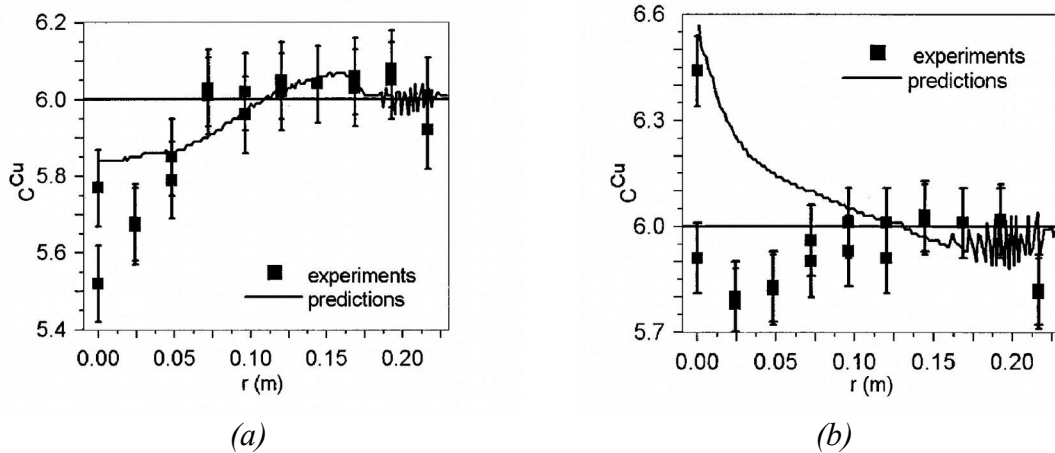 6.2
6.0
5.8
5.6
5.4
C^Cu
experiments
predictions
0.00 0.05 0.10 0.15 0.20
r (m)
(a)
6.6
6.3
6.0
5.7
C^Cu
experiments
predictions
0.00 0.05 0.10 0.15 0.20
r (m)
(b)